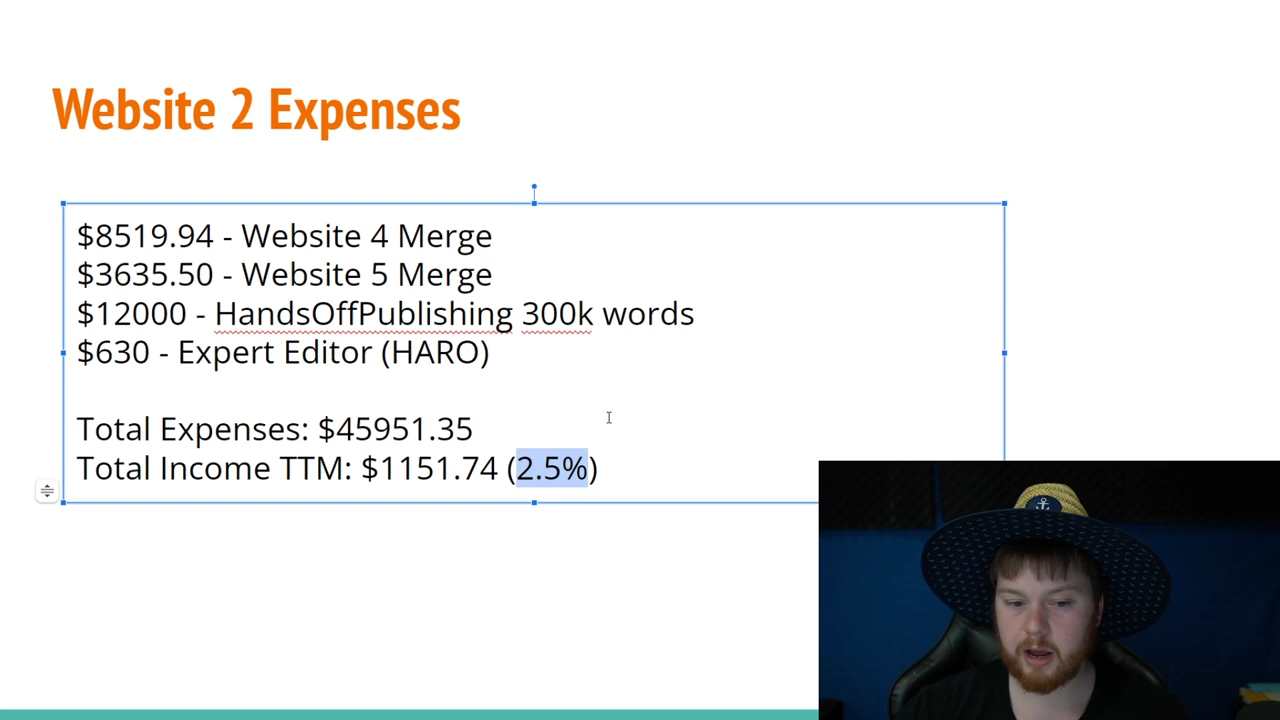 Website 2 Expenses
$8519.94 - Website 4 Merge
$3635.50 - Website 5 Merge
$12000 - HandsOffPublishing 300k words
$630 - Expert Editor (HARO)
Total Expenses: $45951.35
Total Income TTM: $1151.74 (2.5%)